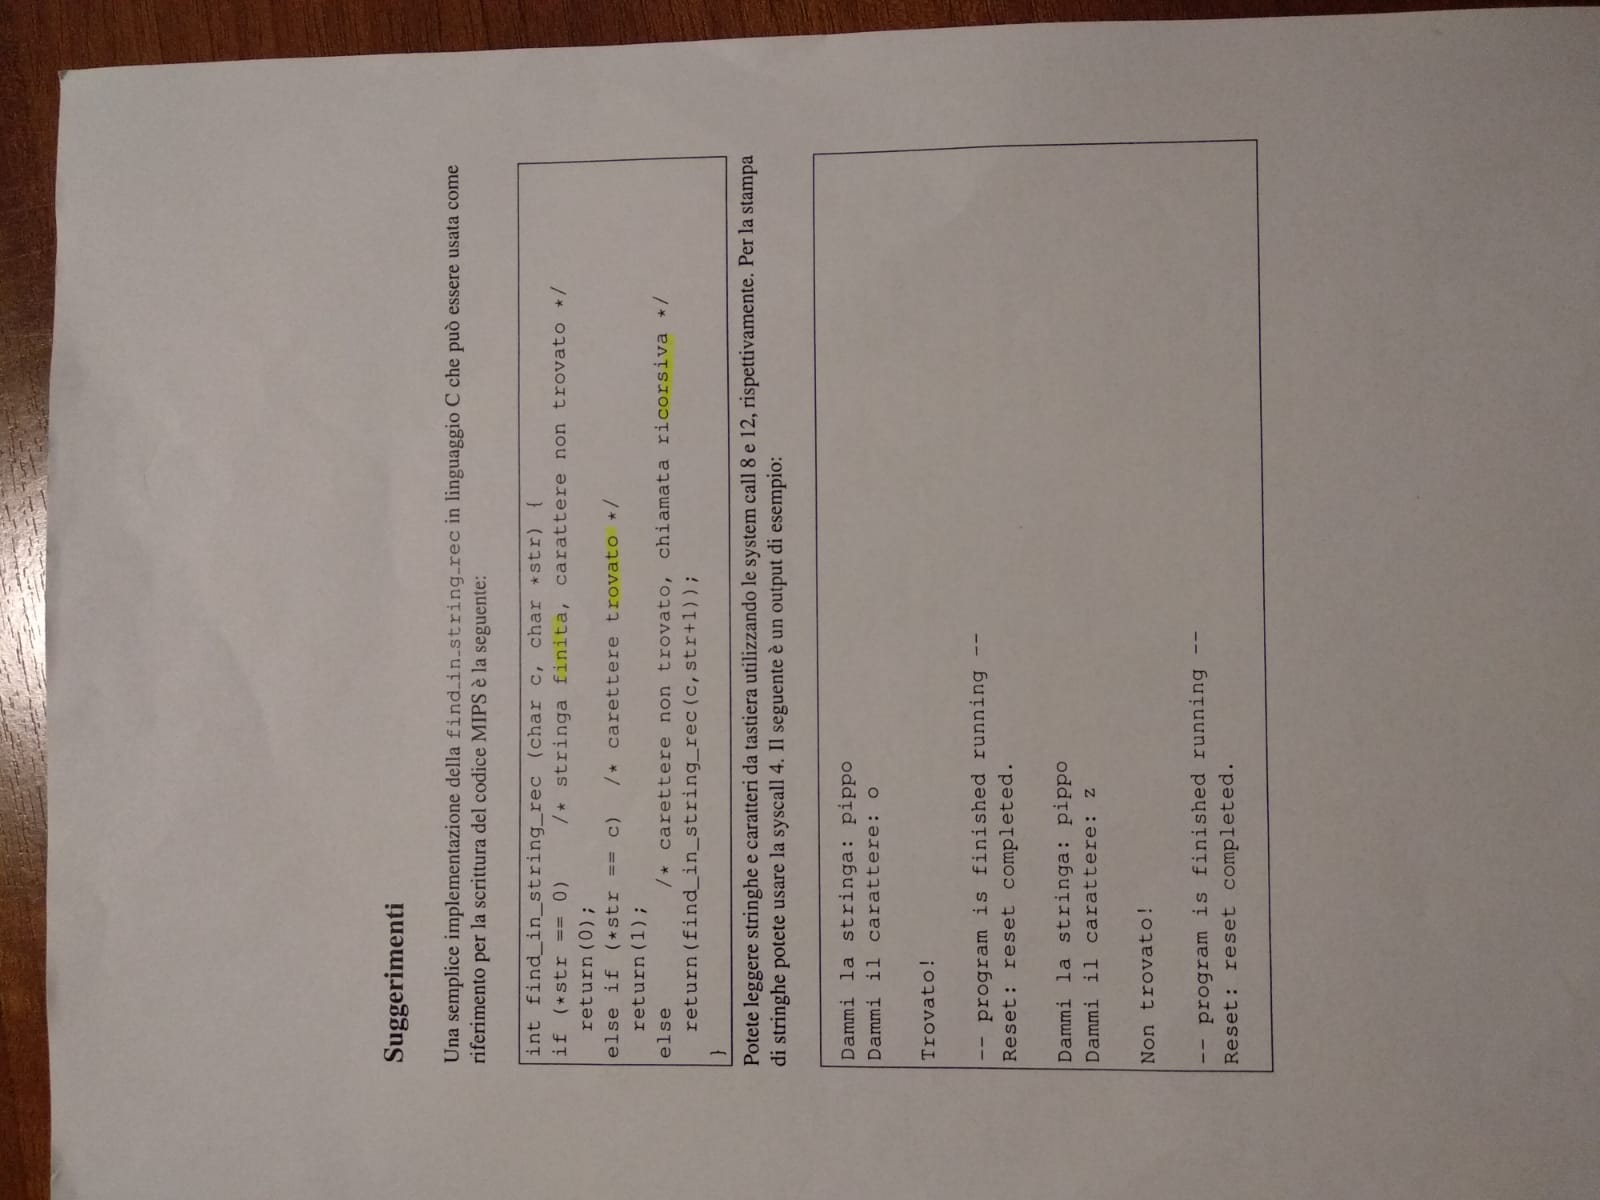 Suggerimenti
Una semplice implementazione della find_in_string_rec in linguaggio C che può essere usata come
riferimento per la scrittura del codice MIPS è la seguente:
int find_in_string_rec (char c, char *str) {
if (*str == 0)    /* stringa finita, carattere non trovato */
  return(0);
else if (*str == c)  /* carettere trovato */
  return(1);
else         /* carettere non trovato, chiamata ricorsiva */
  return(find_in_string_rec(c,str+1));
}
Potete leggere stringhe e caratteri da tastiera utilizzando le system call 8 e 12, rispettivamente. Per la stampa
di stringhe potete usare la syscall 4. Il seguente è un output di esempio:
Dammi la stringa: pippo
Dammi il carattere: o
Trovato!
-- program is finished running --
Reset: reset completed.
Dammi la stringa: pippo
Dammi il carattere: z
Non trovato!
-- program is finished running --
Reset: reset completed.